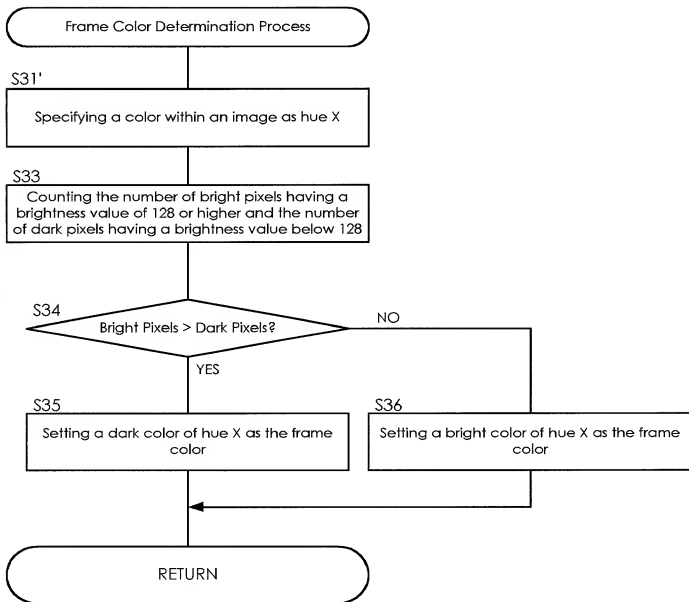 Frame Color Determination Process
S31'
Specifying a color within an image as hue X
S33
Counting the number of bright pixels having a
brightness value of 128 or higher and the number
of dark pixels having a brightness value below 128
S34
Bright Pixels > Dark Pixels?
NO
YES
S35
Setting a dark color of hue X as the frame
color
S36
Setting a bright color of hue X as the frame
color
RETURN